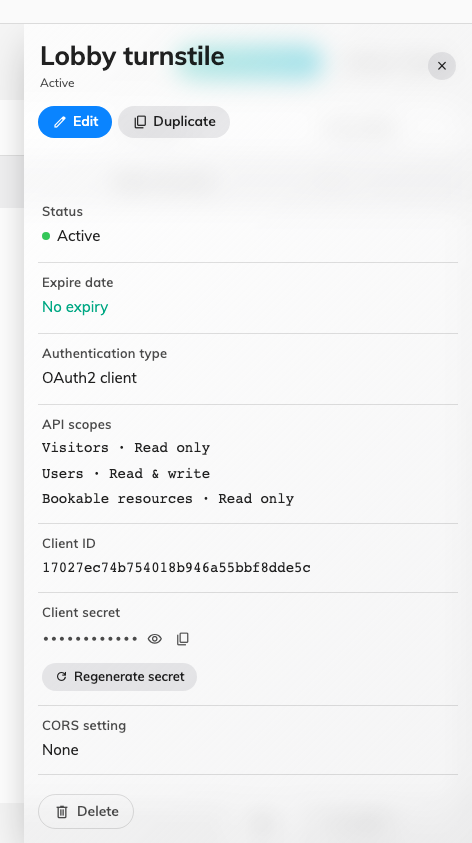 Lobby turnstile
Active
Edit
Duplicate
Status
Active
Expire date
No expiry
Authentication type
OAuth2 client
API scopes
Visitors · Read only
Users · Read & write
Bookable resources · Read only
Client ID
17027ec74b754018b946a55bbf8dde5c
Client secret
••••••••••••
Regenerate secret
CORS setting
None
Delete